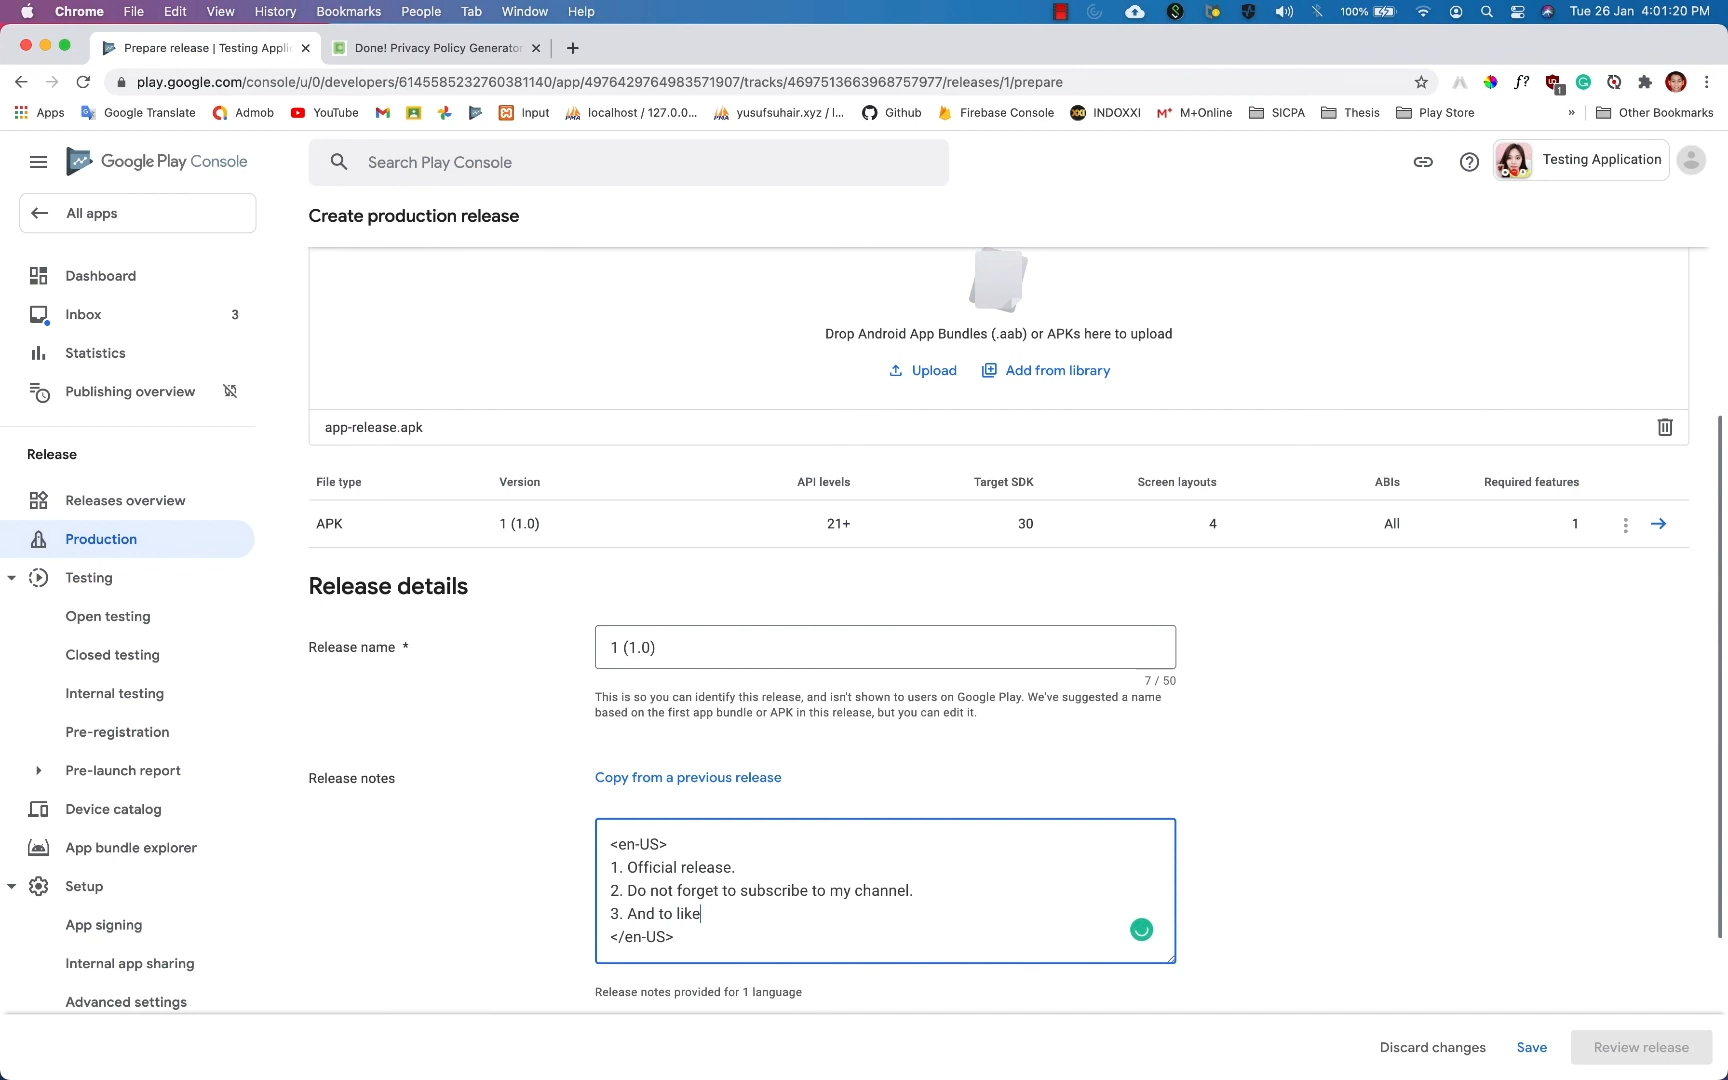 Chrome File Edit View History Bookmarks People Tab Window Help 100% Tue 26 Jan 4:01:20 PM
Prepare release | Testing Applic Done! Privacy Policy Generator
play.google.com/console/u/0/developers/6145585232760381140/app/4976429764983571907/tracks/4697513663968757977/releases/1/prepare
Apps Google Translate Admob YouTube Input localhost / 127.0.0... yusufsuhair.xyz / l... Github Firebase Console INDOXXI M+Online SICPA Thesis Play Store » Other Bookmarks
Google Play Console
Search Play Console
Testing Application
All apps
Create production release
Dashboard
Inbox 3
Statistics
Publishing overview
Drop Android App Bundles (.aab) or APKs here to upload
Upload Add from library
app-release.apk
Release
Releases overview
Production
Testing
Open testing
Closed testing
Internal testing
Pre-registration
Pre-launch report
Device catalog
App bundle explorer
Setup
App signing
Internal app sharing
Advanced settings
File type Version API levels Target SDK Screen layouts ABIs Required features
APK 1 (1.0) 21+ 30 4 All 1
Release details
Release name *
1 (1.0)
7 / 50
This is so you can identify this release, and isn't shown to users on Google Play. We've suggested a name
based on the first app bundle or APK in this release, but you can edit it.
Release notes
Copy from a previous release
<en-US>
1. Official release.
2. Do not forget to subscribe to my channel.
3. And to like
</en-US>
Release notes provided for 1 language
Discard changes Save Review release